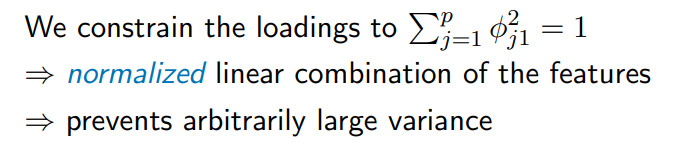 We constrain the loadings to $\sum_{j=1}^{p} \phi_{j1}^{2} = 1$
⇒ normalized linear combination of the features
⇒ prevents arbitrarily large variance